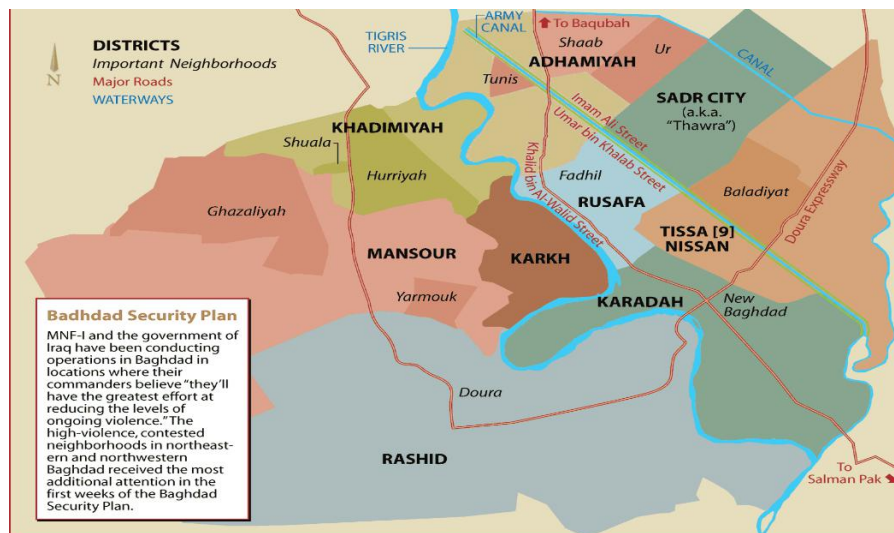 DISTRICTS
Important Neighborhoods
Major Roads
WATERWAYS
N
TIGRIS
RIVER
ARMY
CANAL
To Baqubah
Shaab
Ur
ADHAMIYAH
Tunis
CANAL
SADR CITY
(a.k.a.
"Thawra")
Imam Ali Street
Umar bin Khalab Street
KHADIMIYAH
Shuala
Hurriyah
Khalid bin Al-Walid Street
Fadhil
RUSAFA
Baladiyat
Doura Expressway
Ghazaliyah
TISSA [9]
NISSAN
MANSOUR
KARKH
Yarmouk
KARADAH
New
Baghdad
Badhdad Security Plan
MNF-I and the government of
Iraq have been conducting
operations in Baghdad in
locations where their
commanders believe "they'll
have the greatest effort at
reducing the levels of
ongoing violence." The
high-violence, contested
neighborhoods in northeast-
ern and northwestern
Baghdad received the most
additional attention in the
first weeks of the Baghdad
Security Plan.
Doura
RASHID
To
Salman Pak